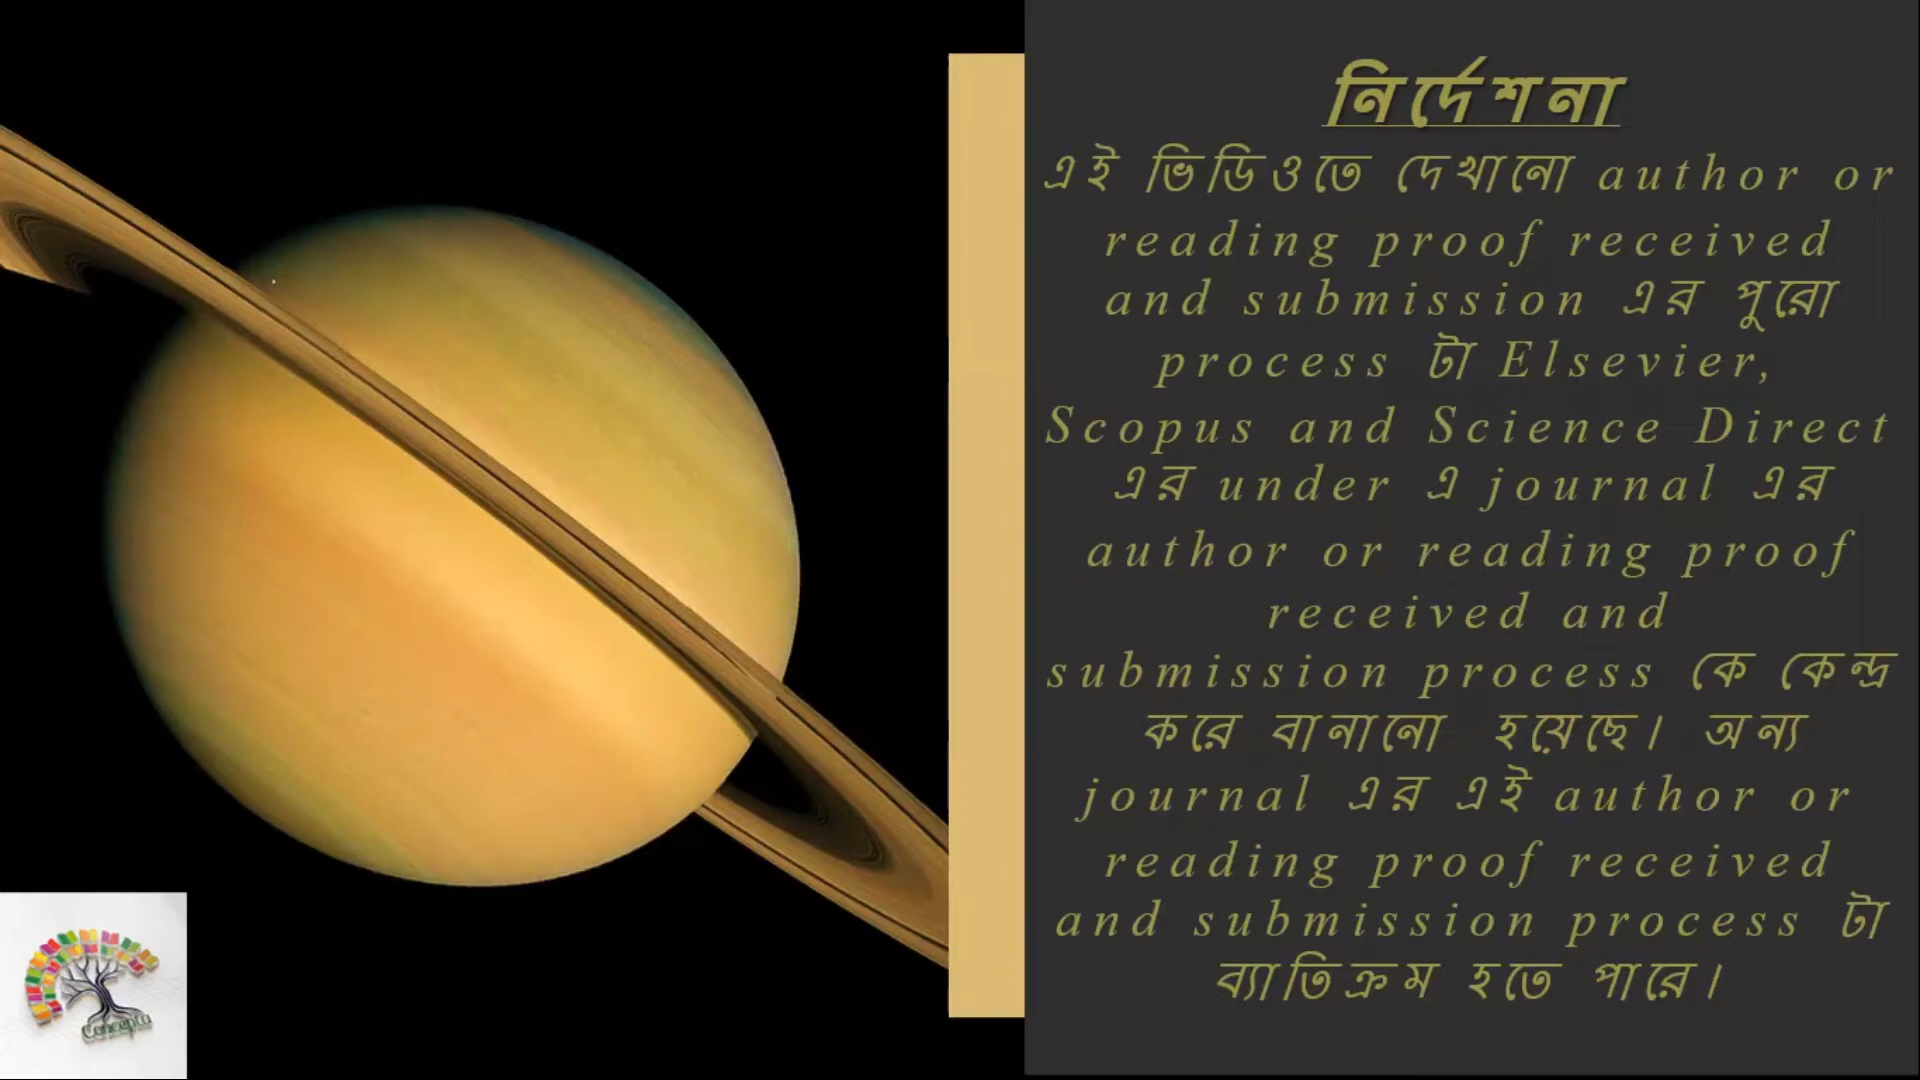 নির্দেশনা
এই ভিডিওতে দেখানো author or
reading proof received
and submission এর পুরো
process টা Elsevier,
Scopus and Science Direct
এর under এ journal এর
author or reading proof
received and
submission process কে কেন্দ্র
করে বানানো হয়েছে। অন্য
journal এর এই author or
reading proof received
and submission process টা
ব্যাতিক্রম হতে পারে।
Concepta